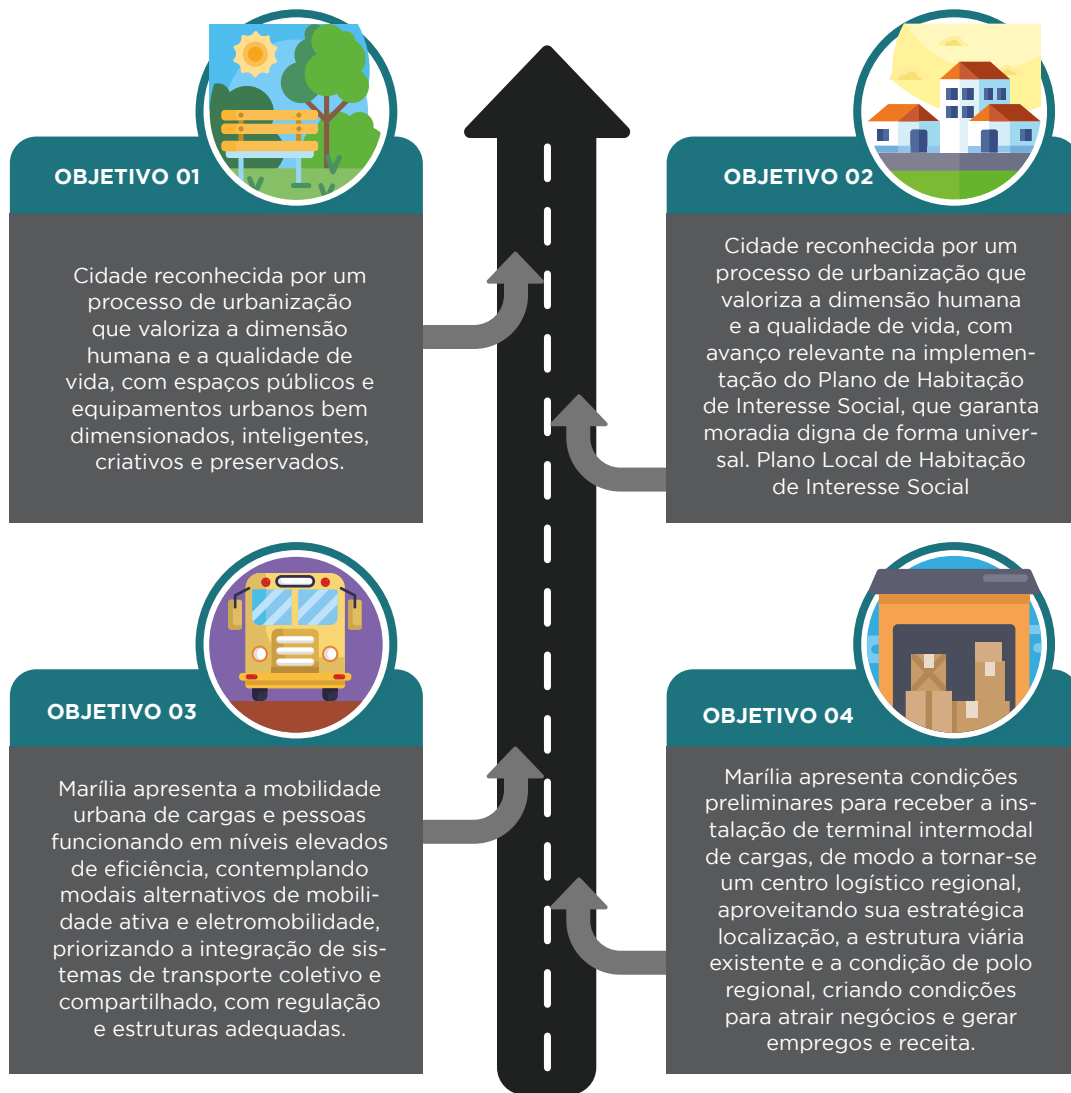 OBJETIVO 01
Cidade reconhecida por um
processo de urbanização
que valoriza a dimensão
humana e a qualidade de
vida, com espaços públicos e
equipamentos urbanos bem
dimensionados, inteligentes,
criativos e preservados.
OBJETIVO 02
Cidade reconhecida por um
processo de urbanização que
valoriza a dimensão humana
e a qualidade de vida, com
avanço relevante na implemen-
tação do Plano de Habitação
de Interesse Social, que garanta
moradia digna de forma univer-
sal. Plano Local de Habitação
de Interesse Social
OBJETIVO 03
Marília apresenta a mobilidade
urbana de cargas e pessoas
funcionando em níveis elevados
de eficiência, contemplando
modais alternativos de mobili-
dade ativa e eletromobilidade,
priorizando a integração de sis-
temas de transporte coletivo e
compartilhado, com regulação
e estruturas adequadas.
OBJETIVO 04
Marília apresenta condições
preliminares para receber a ins-
talação de terminal intermodal
de cargas, de modo a tornar-se
um centro logístico regional,
aproveitando sua estratégica
localização, a estrutura viária
existente e a condição de polo
regional, criando condições
para atrair negócios e gerar
empregos e receita.